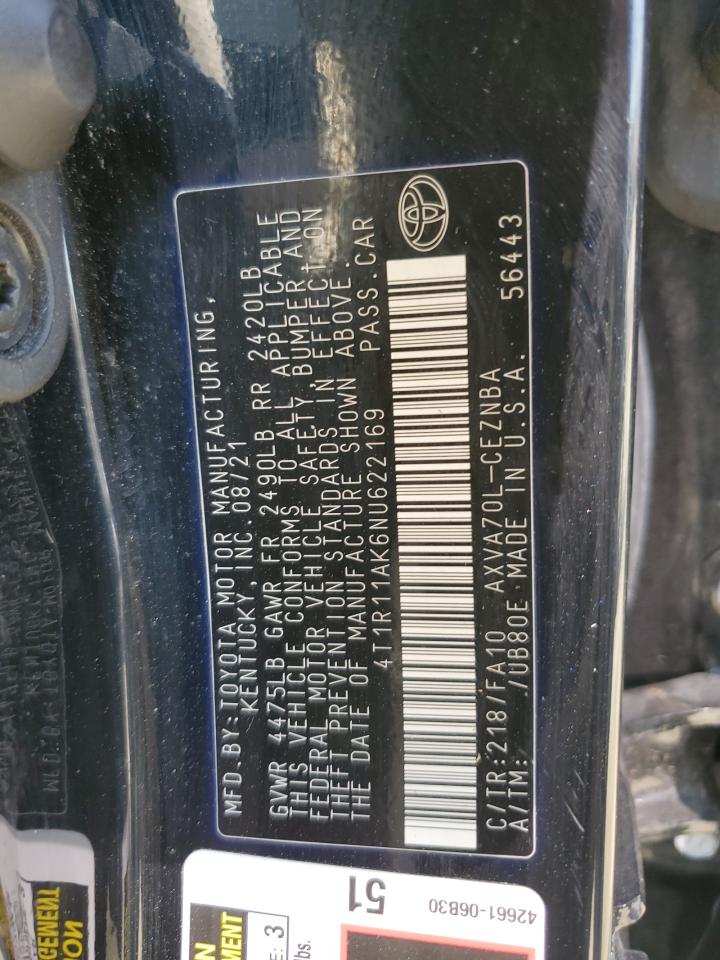 MFD.BY:TOYOTA MOTOR MANUFACTURING,
KENTUCKY, INC. 08/21
GVWR 4475LB GAWR FR 2490LB RR 2420LB
THIS VEHICLE CONFORMS TO ALL APPLICABLE
FEDERAL MOTOR VEHICLE SAFETY, BUMPER AND
THEFT PREVENTION STANDARDS IN EFFECT ON
THE DATE OF MANUFACTURE SHOWN ABOVE.
4T1R11AK6NU622169 PASS.CAR
C/TR:218/FA10 AXVA70L-CEZNBA
A/TM: /UB80E MADE IN U.S.A. 56443
51
42661-06B30
3
lbs.